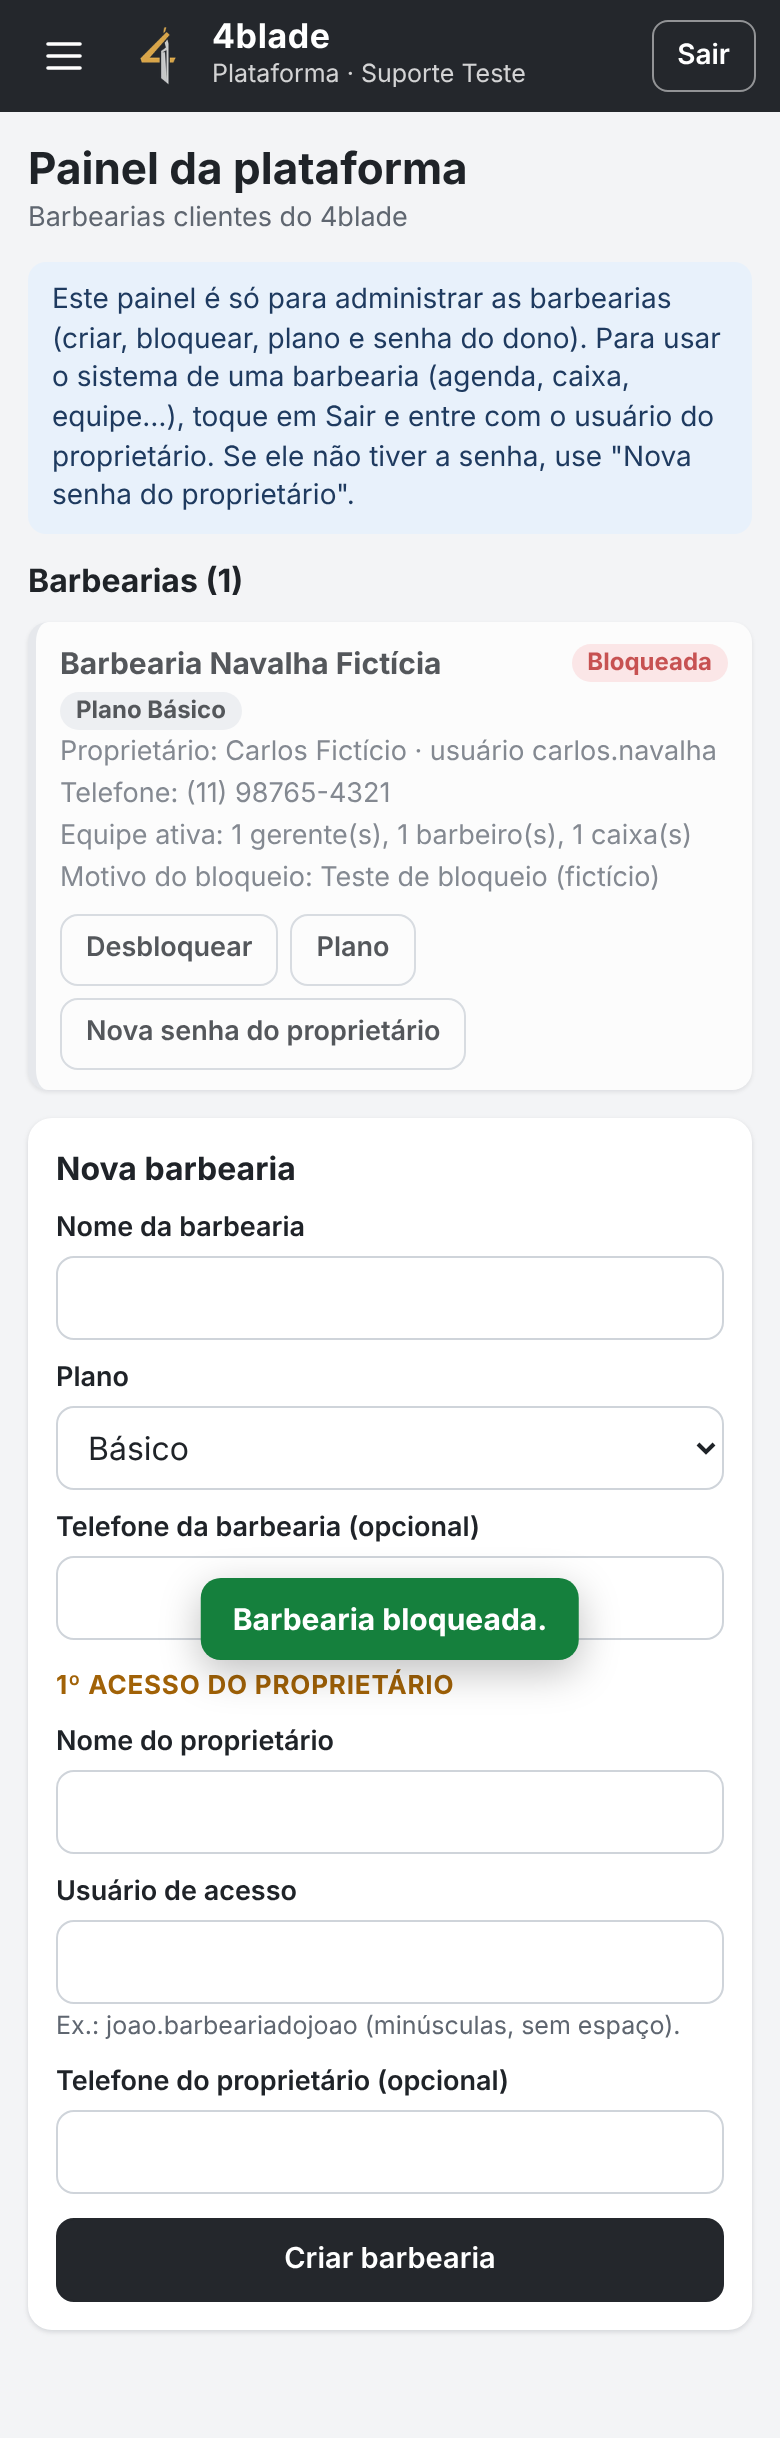 4blade
Plataforma · Suporte Teste
Sair
Painel da plataforma
Barbearias clientes do 4blade
Este painel é só para administrar as barbearias
(criar, bloquear, plano e senha do dono). Para usar
o sistema de uma barbearia (agenda, caixa,
equipe...), toque em Sair e entre com o usuário do
proprietário. Se ele não tiver a senha, use "Nova
senha do proprietário".
Barbearias (1)
Barbearia Navalha Fictícia
Bloqueada
Plano Básico
Proprietário: Carlos Fictício · usuário carlos.navalha
Telefone: (11) 98765-4321
Equipe ativa: 1 gerente(s), 1 barbeiro(s), 1 caixa(s)
Motivo do bloqueio: Teste de bloqueio (fictício)
Desbloquear
Plano
Nova senha do proprietário
Nova barbearia
Nome da barbearia
Plano
Básico
Telefone da barbearia (opcional)
Barbearia bloqueada.
1º ACESSO DO PROPRIETÁRIO
Nome do proprietário
Usuário de acesso
Ex.: joao.barbeariadojoao (minúsculas, sem espaço).
Telefone do proprietário (opcional)
Criar barbearia